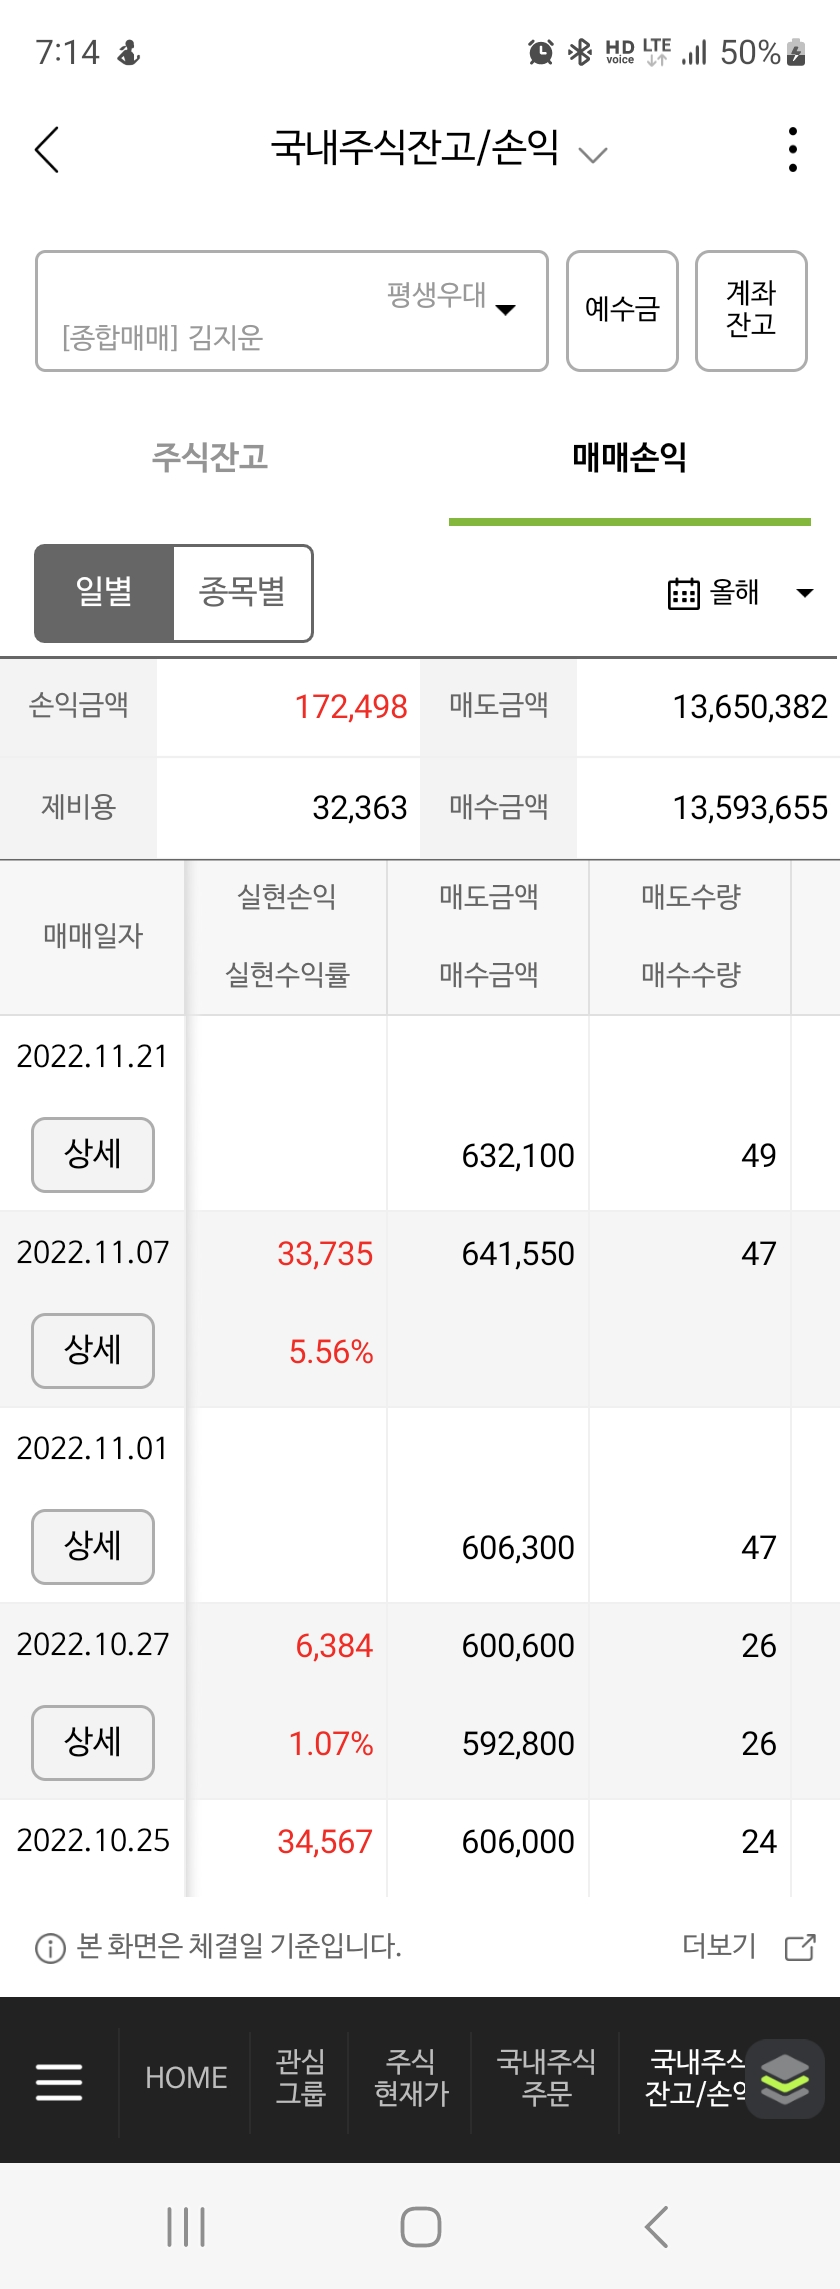 7:14 HD voice LTE 50%
국내주식잔고/손익
평생우대
[종합매매] 김지운
예수금
계좌
잔고
주식잔고 매매손익
일별 종목별 올해
손익금액 172,498 매도금액 13,650,382
제비용 32,363 매수금액 13,593,655
매매일자
실현손익 매도금액 매도수량
실현수익률 매수금액 매수수량
2022.11.21
상세 632,100 49
2022.11.07 33,735 641,550 47
상세 5.56%
2022.11.01
상세 606,300 47
2022.10.27 6,384 600,600 26
상세 1.07% 592,800 26
2022.10.25 34,567 606,000 24
본 화면은 체결일 기준입니다. 더보기
HOME
관심
그룹
주식
현재가
국내주식
주문
국내주식
잔고/손익